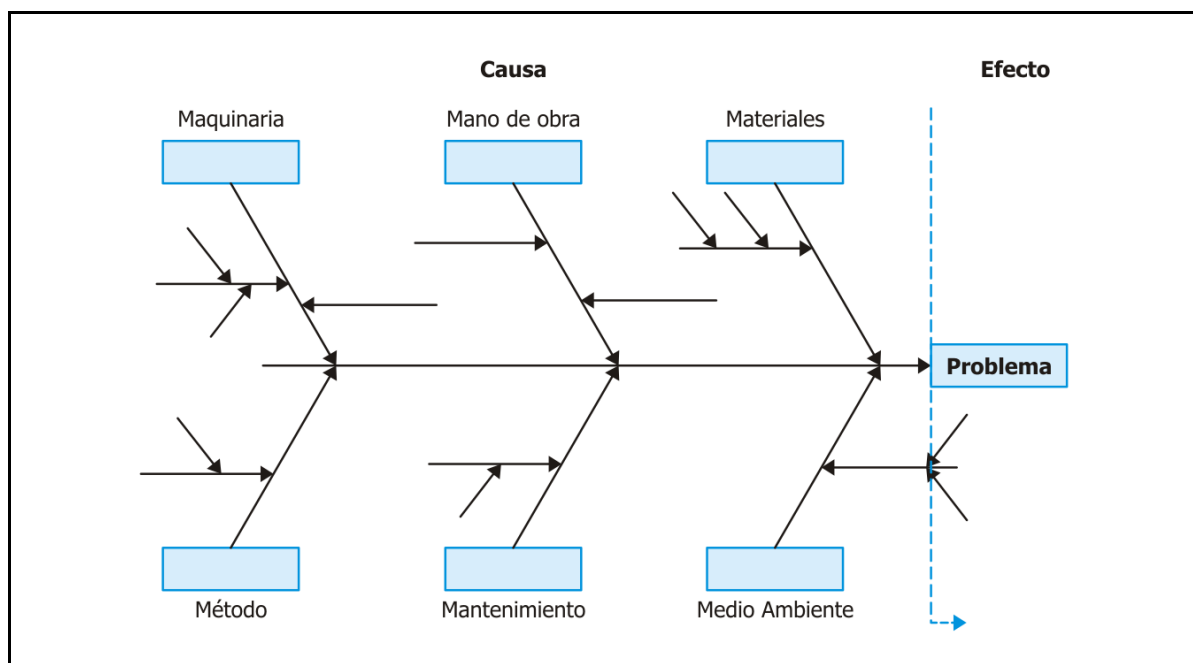 Causa
Efecto
Maquinaria
Mano de obra
Materiales
Problema
Método
Mantenimiento
Medio Ambiente